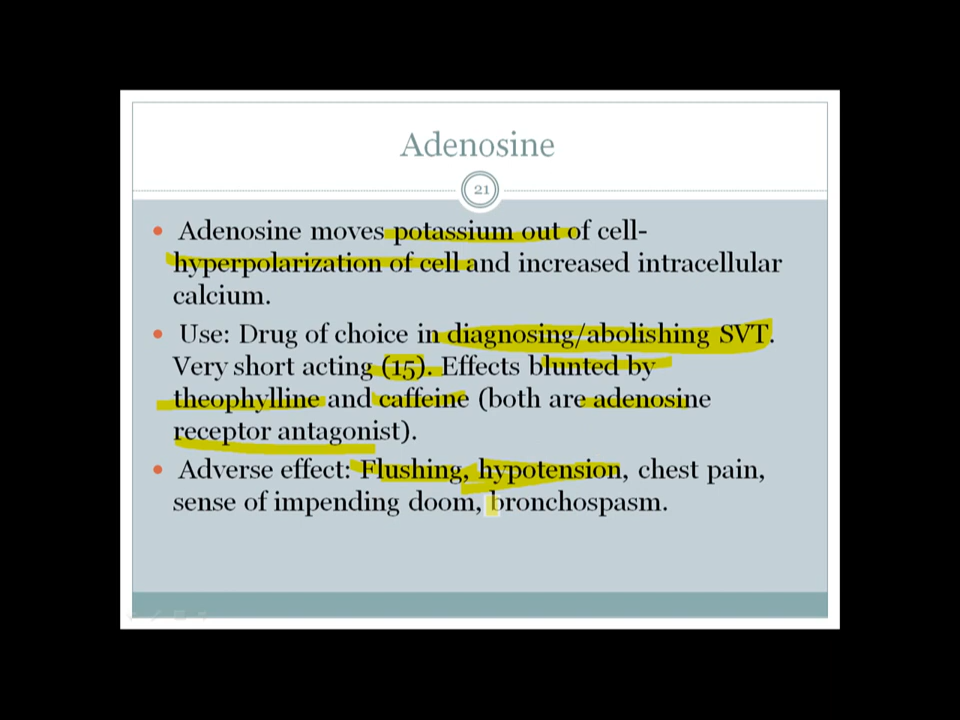 Adenosine
21
• Adenosine moves potassium out of cell-
hyperpolarization of cell and increased intracellular
calcium.
• Use: Drug of choice in diagnosing/abolishing SVT.
Very short acting (15). Effects blunted by
theophylline and caffeine (both are adenosine
receptor antagonist).
• Adverse effect: Flushing, hypotension, chest pain,
sense of impending doom, bronchospasm.